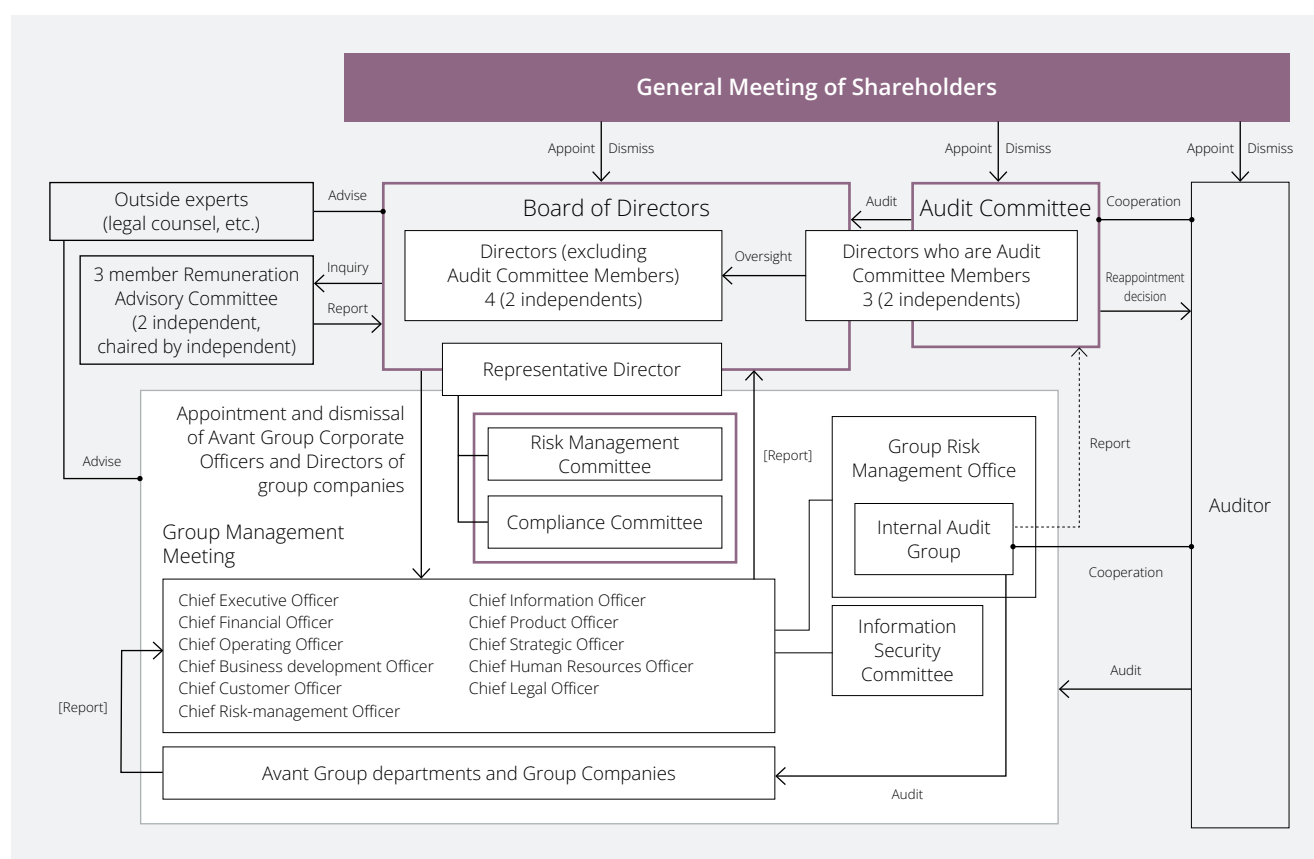 General Meeting of Shareholders
Appoint Dismiss
Appoint Dismiss
Appoint Dismiss
Outside experts
(legal counsel, etc.)
Advise
Board of Directors
Audit
Audit Committee
Cooperation
Directors (excluding
Audit Committee Members)
4 (2 independents)
Oversight
Directors who are Audit
Committee Members
3 (2 independents)
3 member Remuneration
Advisory Committee
(2 independent,
chaired by independent)
Inquiry
Report
Reappointment
decision
Representative Director
Appointment and dismissal
of Avant Group Corporate
Officers and Directors of
group companies
Risk Management
Committee
Compliance Committee
[Report]
Group Risk
Management Office
Internal Audit
Group
Report
Auditor
Advise
Group Management
Meeting
Cooperation
Chief Executive Officer
Chief Financial Officer
Chief Operating Officer
Chief Business development Officer
Chief Customer Officer
Chief Risk-management Officer
Chief Information Officer
Chief Product Officer
Chief Strategic Officer
Chief Human Resources Officer
Chief Legal Officer
Information
Security
Committee
Audit
[Report]
Avant Group departments and Group Companies
Audit